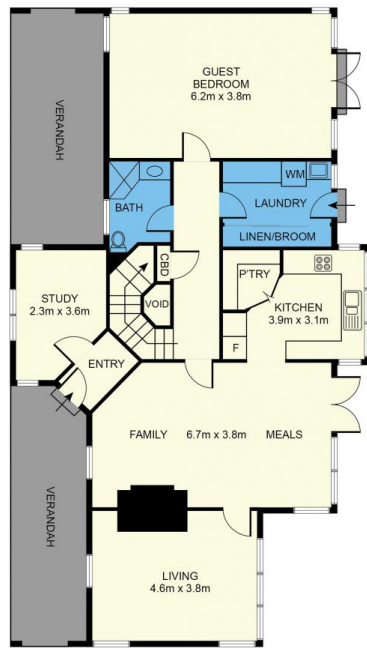 VERANDAH
GUEST
BEDROOM
6.2m x 3.8m
BATH
WM
LAUNDRY
LINEN/BROOM
CBD
VOID
P'TRY
KITCHEN
3.9m x 3.1m
F
STUDY
2.3m x 3.6m
ENTRY
FAMILY 6.7m x 3.8m MEALS
VERANDAH
LIVING
4.6m x 3.8m